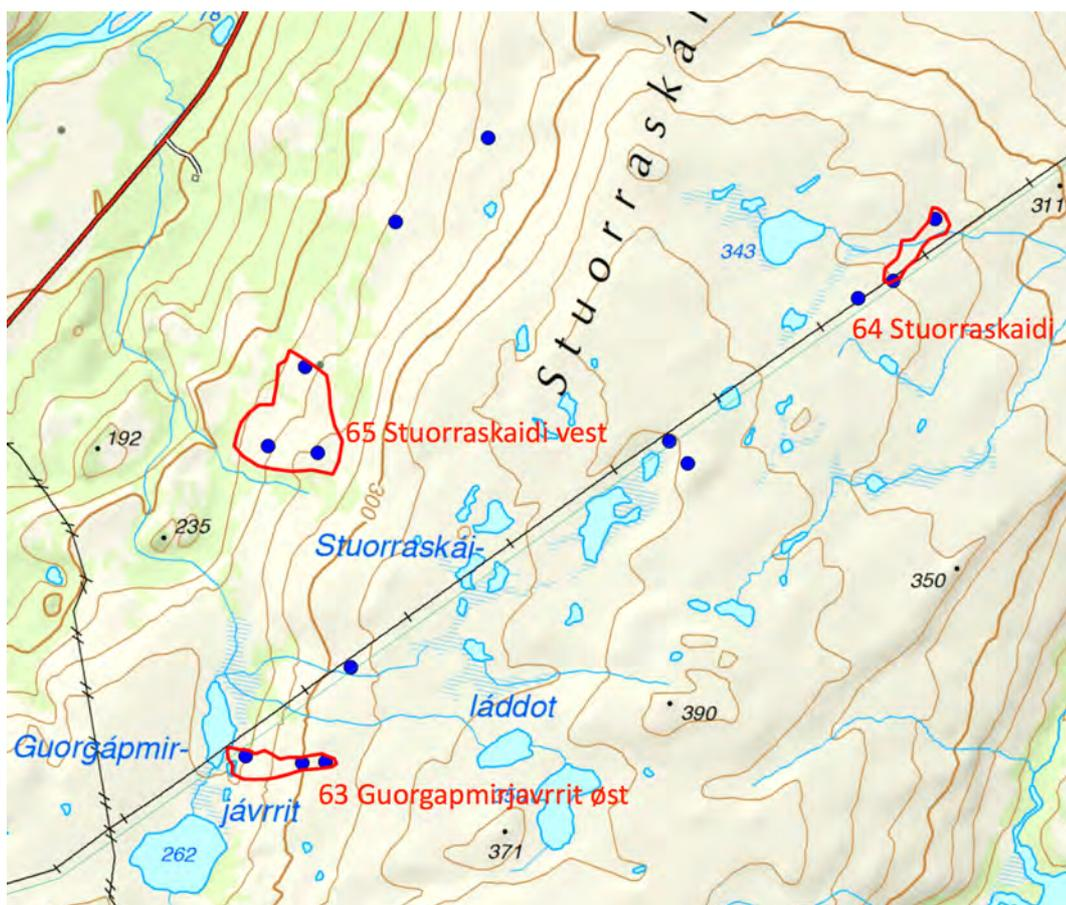 78
Stuorraskái
311
343
64 Stuorraskaidi
65 Stuorraskaidi vest
192
300
235
Stuorraskái-
350
láddot
390
Guorgápmir-
63 Guorgapmirjavrrit øst
jávrrit
371
262